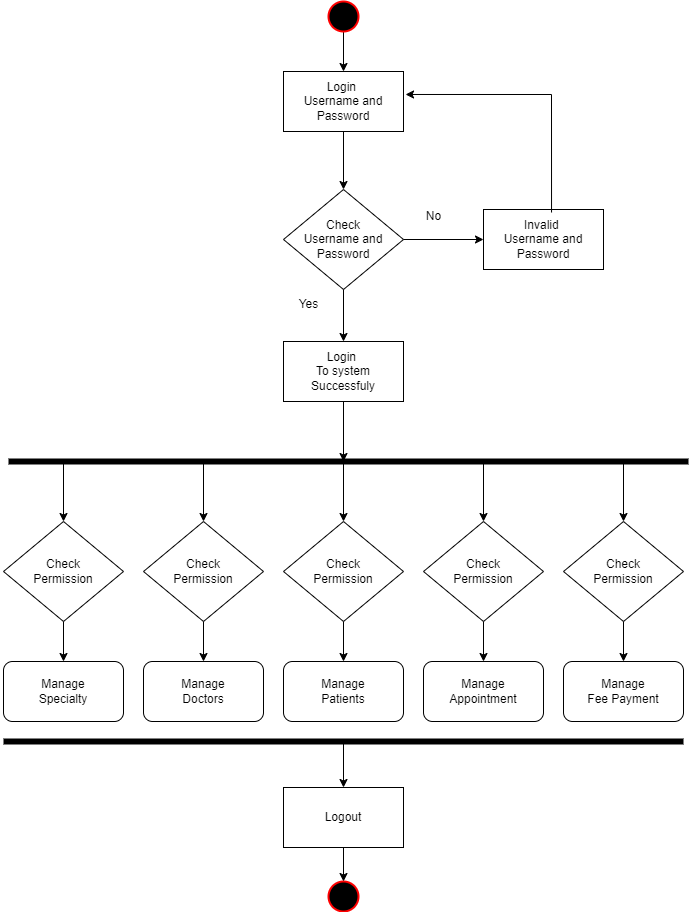 Login
Username and
Password
Check
Username and
Password
No
Invalid
Username and
Password
Yes
Login
To system
Successfuly
Check
Permission
Check
Permission
Check
Permission
Check
Permission
Check
Permission
Manage
Specialty
Manage
Doctors
Manage
Patients
Manage
Appointment
Manage
Fee Payment
Logout